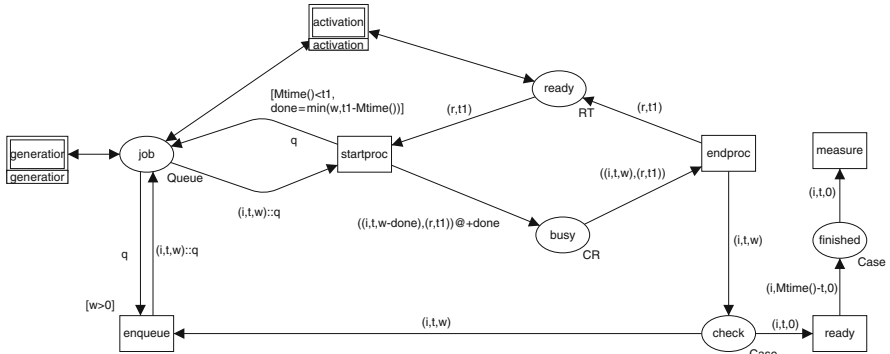 activation
activation
[Mtime()<t1,
done=min(w,t1-Mtime())]
ready
RT
(r,t1)
(r,t1)
q
generation
generation
job
Queue
startproc
endproc
measure
((i,t,w),(r,t1))
(i,t,0)
(i,t,w)::q
((i,t,w-done),(r,t1))@+done
busy
CR
(i,t,w)
finished
Case
q
(i,t,w)::q
(i,Mtime()-t,0)
[w>0]
enqueue
(i,t,w)
check
Case
(i,t,0)
ready